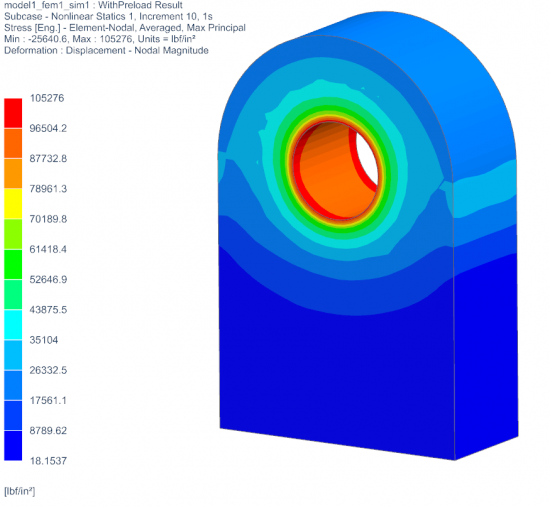 model1_fem1_sim1 : WithPreload Result
Subcase - Nonlinear Statics 1, Increment 10, 1s
Stress [Eng.] - Element-Nodal, Averaged, Max Principal
Min : -25640.6, Max : 105276, Units = lbf/in²
Deformation : Displacement - Nodal Magnitude
105276
96504.2
87732.8
78961.3
70189.8
61418.4
52646.9
43875.5
35104
26332.5
17561.1
8789.62
18.1537
[lbf/in²]